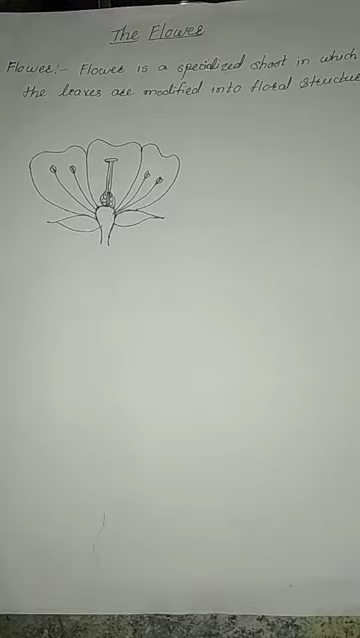 The Flower
Flower:- Flower is a specialized shoot in which
the leaves are modified into floral structure